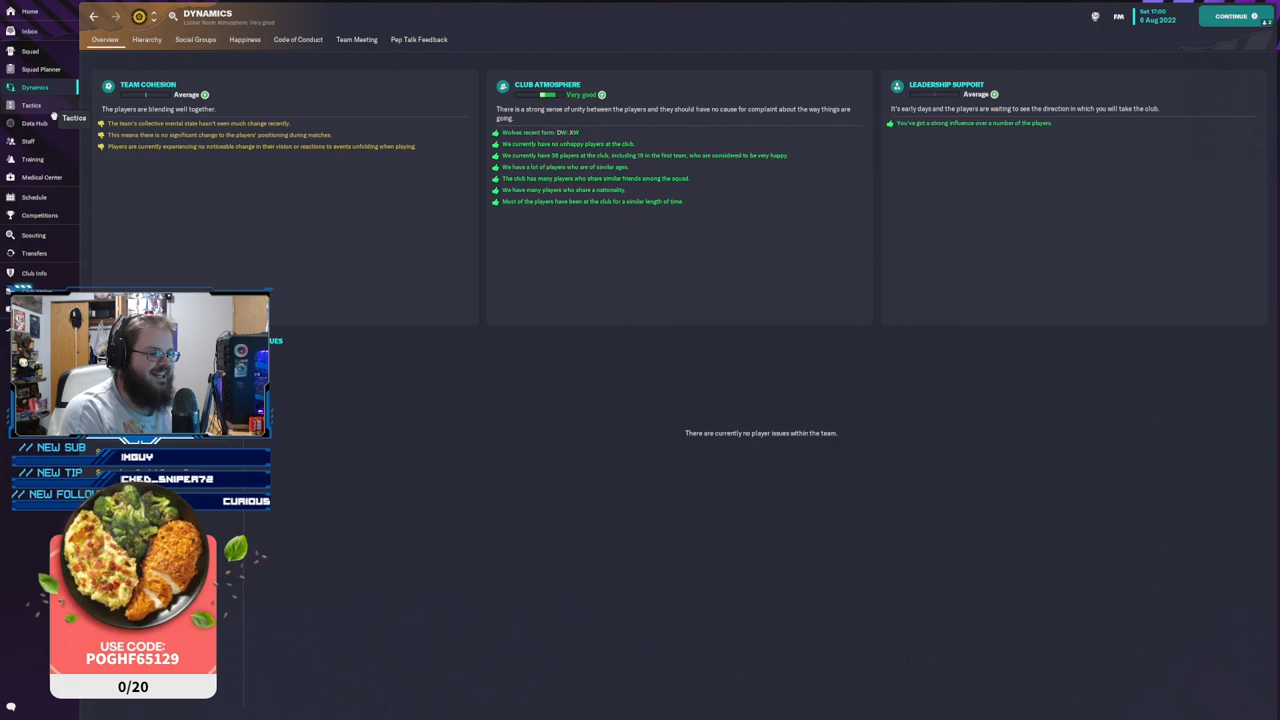 Home
Inbox
Squad
Squad Planner
Dynamics
Tactics
Tactics
Data Hub
Staff
Training
Medical Center
Schedule
Competitions
Scouting
Transfers
Club Info
DYNAMICS
Locker Room Atmosphere: Very good
FM
Sat 17:00
6 Aug 2022
CONTINUE
2
Overview
Hierarchy
Social Groups
Happiness
Code of Conduct
Team Meeting
Pep Talk Feedback
TEAM COHESION
Average
The players are blending well together.
The team's collective mental state hasn't seen much change recently.
This means there is no significant change to the players' positioning during matches.
Players are currently experiencing no noticeable change in their vision or reactions to events unfolding when playing.
CLUB ATMOSPHERE
Very good
There is a strong sense of unity between the players and they should have no cause for complaint about the way things are
going.
Wolves recent form:
We currently have no unhappy players at the club.
We currently have 38 players at the club, including 19 in the first team, who are considered to be very happy.
We have a lot of players who are of similar ages.
The club has many players who share similar friends among the squad.
We have many players who share a nationality.
Most of the players have been at the club for a similar length of time.
LEADERSHIP SUPPORT
Average
It's early days and the players are waiting to see the direction in which you will take the club.
You've got a strong influence over a number of the players.
UES
There are currently no player issues within the team.
// NEW SUB
IMGUY
// NEW TIP
CHED_SNIPER72
// NEW FOLLO
CURIOUS
USE CODE:
POGHF65129
0/20